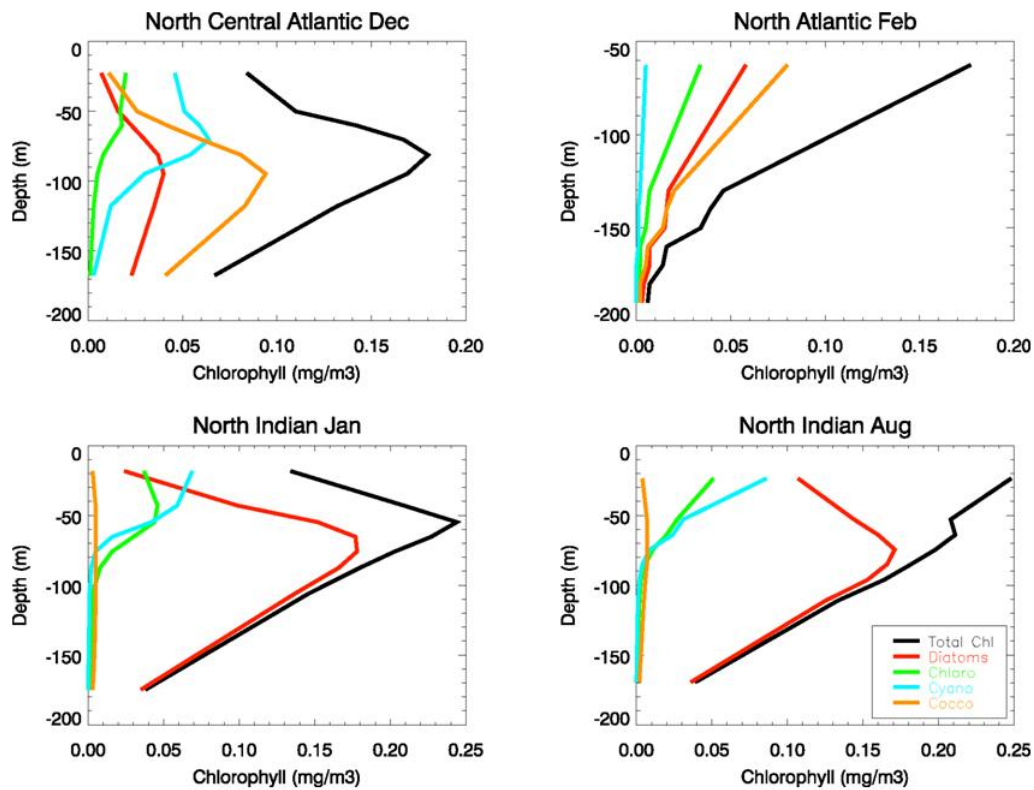 North Central Atlantic Dec
0
-50
-100
-150
-200
Depth (m)
0.00 0.05 0.10 0.15 0.20
Chlorophyll (mg/m3)
North Atlantic Feb
-50
-100
-150
-200
Depth (m)
0.00 0.05 0.10 0.15 0.20
Chlorophyll (mg/m3)
North Indian Jan
0
-50
-100
-150
-200
Depth (m)
0.00 0.05 0.10 0.15 0.20 0.25
Chlorophyll (mg/m3)
North Indian Aug
0
-50
-100
-150
-200
Depth (m)
0.00 0.05 0.10 0.15 0.20 0.25
Chlorophyll (mg/m3)
Total Chl
Diatoms
Chloro
Cyano
Cocco